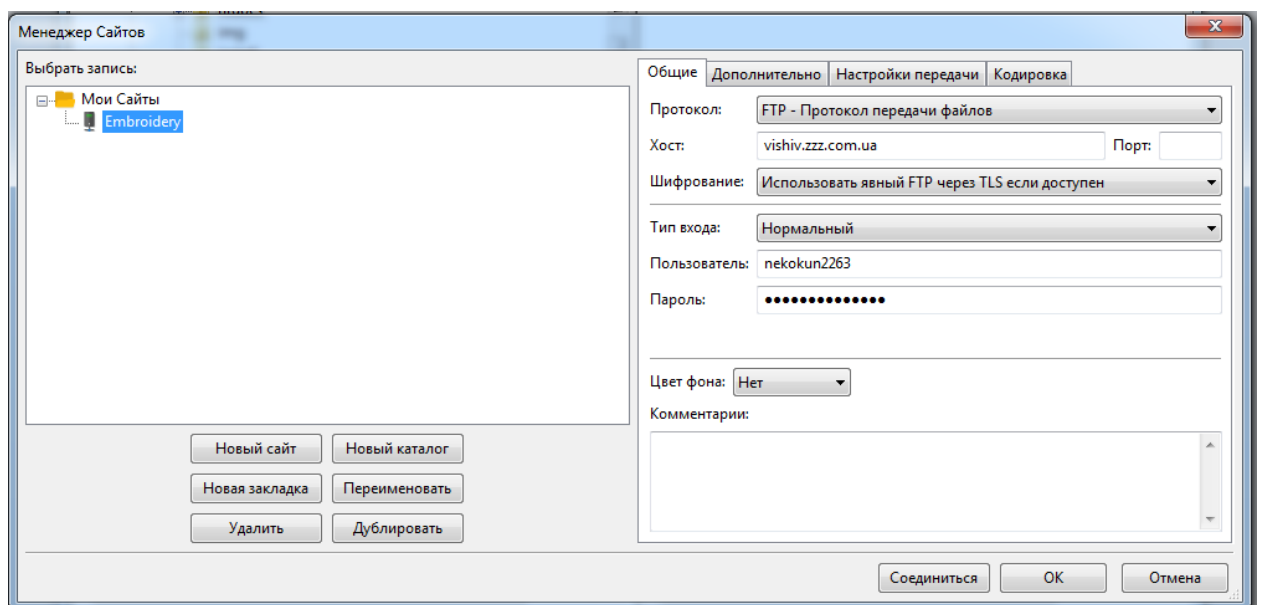 Менеджер Сайтов
Выбрать запись:
Мои Сайты
Embroidery
Новый сайт Новый каталог
Новая закладка Переименовать
Удалить Дублировать
Общие Дополнительно Настройки передачи Кодировка
Протокол: FTP - Протокол передачи файлов
Хост: vishiv.zzz.com.ua Порт:
Шифрование: Использовать явный FTP через TLS если доступен
Тип входа: Нормальный
Пользователь: nekokun2263
Пароль: ●●●●●●●●●●●●●●
Цвет фона: Нет
Комментарии:
Соединиться ОК Отмена